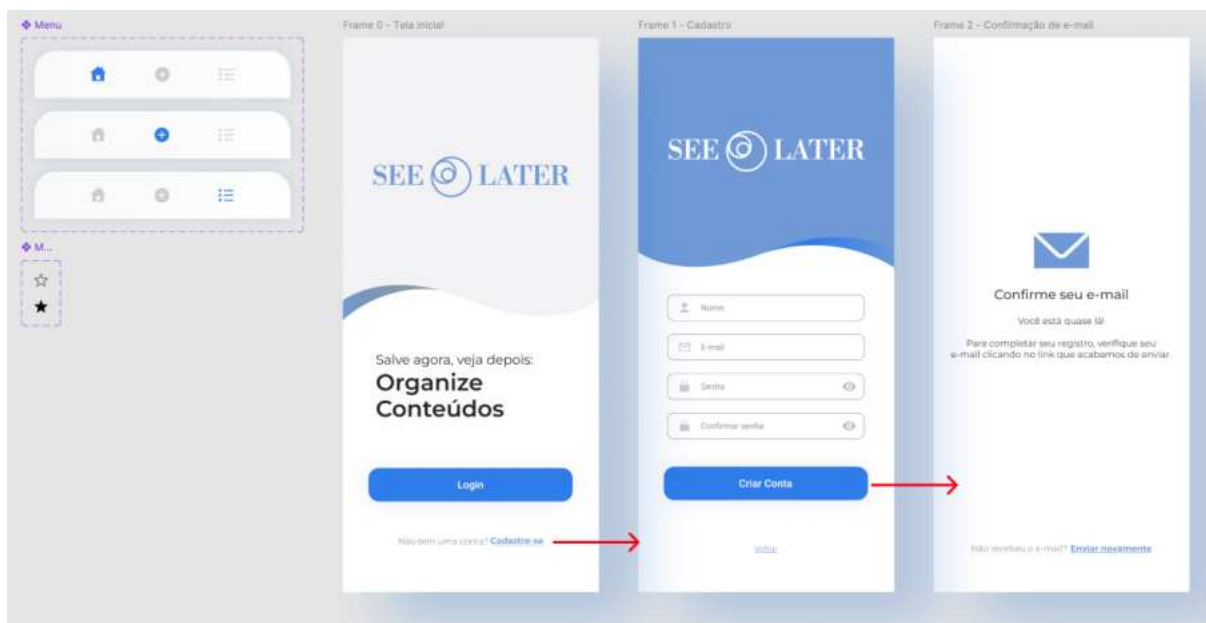 Menu
M...
Frame 0 - Tela inicial
SEE LATER
Salve agora, veja depois:
Organize
Conteúdos
Login
Não tem uma conta? Cadastre-se
Frame 1 - Cadastro
SEE LATER
Nome
E-mail
Senha
Confirmar senha
Criar Conta
Voltar
Frame 2 - Confirmação de e-mail
Confirme seu e-mail
Você está quase lá!
Para completar seu registro, verifique seu
e-mail clicando no link que acabamos de enviar.
Não recebeu o e-mail? Enviar novamente